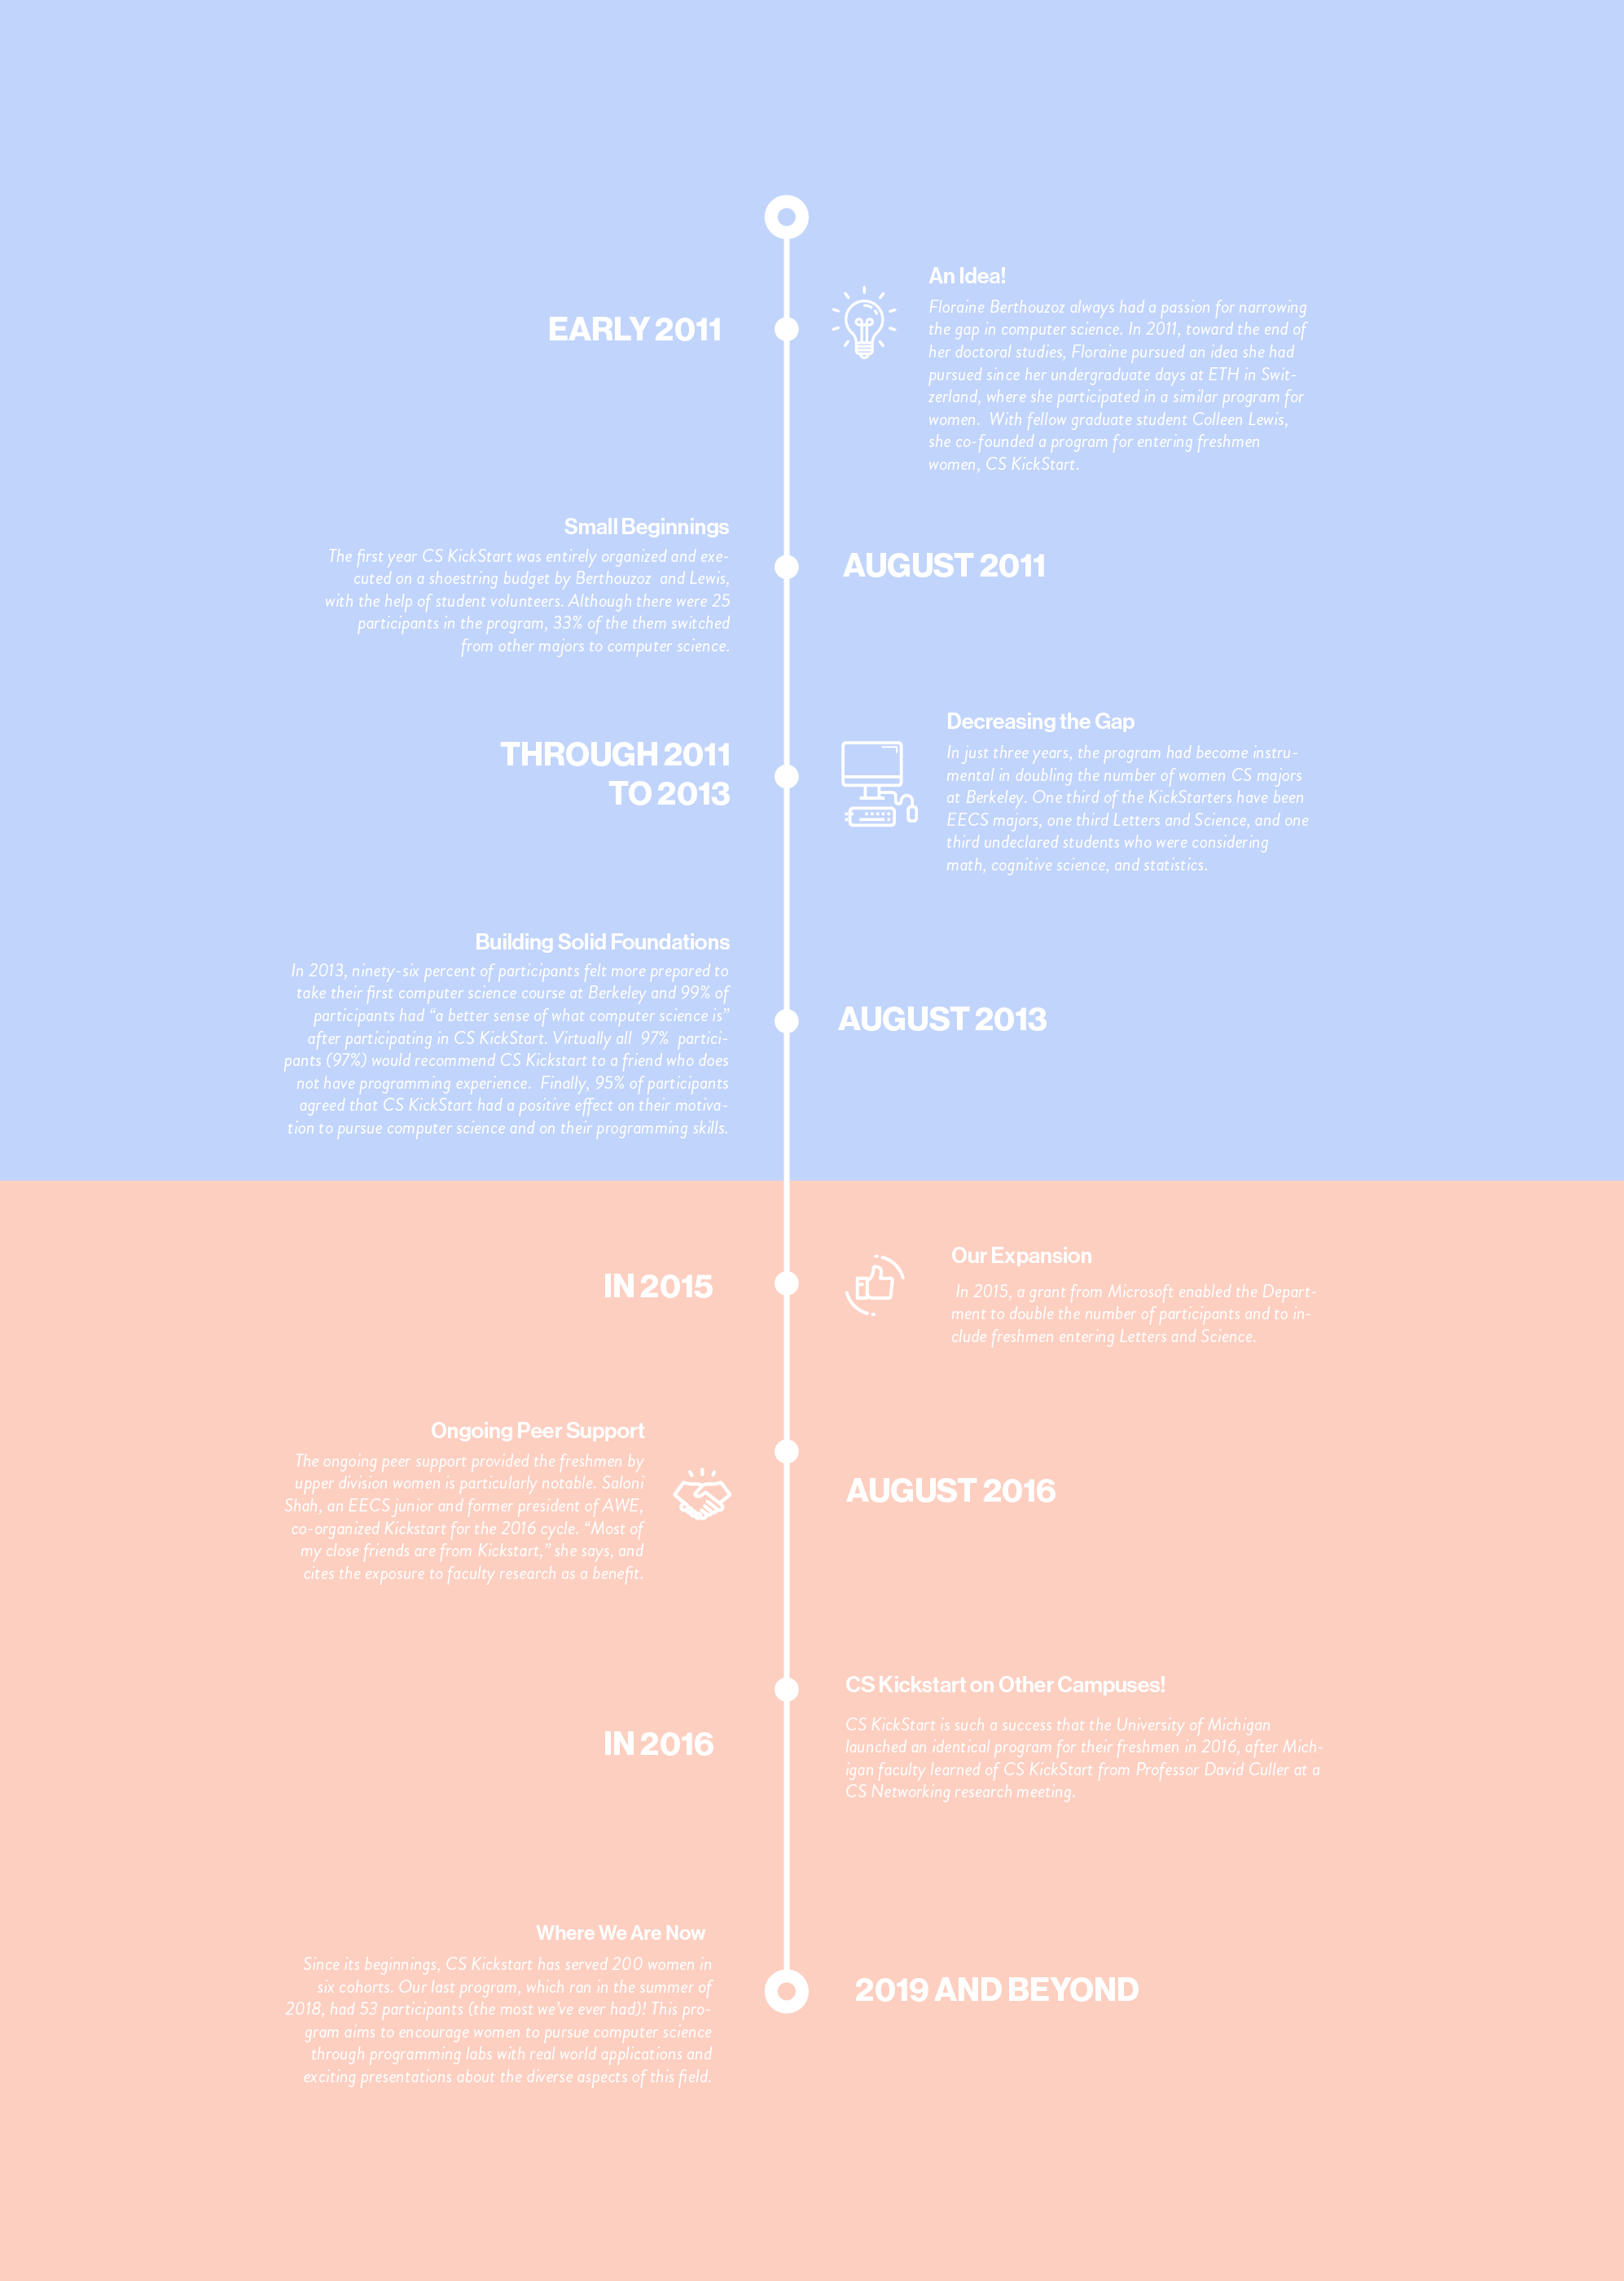 EARLY 2011
An Idea!
Floraine Berthouzoz always had a passion for narrowing
the gap in computer science. In 2011, toward the end of
her doctoral studies, Floraine pursued an idea she had
pursued since her undergraduate days at ETH in Swit-
zerland, where she participated in a similar program for
women.  With fellow graduate student Colleen Lewis,
she co-founded a program for entering freshmen
women, CS KickStart.
Small Beginnings
The first year CS KickStart was entirely organized and exe-
cuted on a shoestring budget by Berthouzoz  and Lewis,
with the help of student volunteers. Although there were 25
participants in the program, 33% of the them switched
from other majors to computer science.
AUGUST 2011
THROUGH 2011
TO 2013
Decreasing the Gap
In just three years, the program had become instru-
mental in doubling the number of women CS majors
at Berkeley. One third of the KickStarters have been
EECS majors, one third Letters and Science, and one
third undeclared students who were considering
math, cognitive science, and statistics.
Building Solid Foundations
In 2013, ninety-six percent of participants felt more prepared to
take their first computer science course at Berkeley and 99% of
participants had “a better sense of what computer science is”
after participating in CS KickStart. Virtually all  97%  partici-
pants (97%) would recommend CS Kickstart to a friend who does
not have programming experience.  Finally, 95% of participants
agreed that CS KickStart had a positive effect on their motiva-
tion to pursue computer science and on their programming skills.
AUGUST 2013
IN 2015
Our Expansion
In 2015, a grant from Microsoft enabled the Depart-
ment to double the number of participants and to in-
clude freshmen entering Letters and Science.
Ongoing Peer Support
The ongoing peer support provided the freshmen by
upper division women is particularly notable. Saloni
Shah, an EECS junior and former president of AWE,
co-organized Kickstart for the 2016 cycle. “Most of
my close friends are from Kickstart,” she says, and
cites the exposure to faculty research as a benefit.
AUGUST 2016
IN 2016
CS Kickstart on Other Campuses!
CS KickStart is such a success that the University of Michigan
launched an identical program for their freshmen in 2016, after Mich-
igan faculty learned of CS KickStart from Professor David Culler at a
CS Networking research meeting.
Where We Are Now
Since its beginnings, CS Kickstart has served 200 women in
six cohorts. Our last program, which ran in the summer of
2018, had 53 participants (the most we’ve ever had)! This pro-
gram aims to encourage women to pursue computer science
through programming labs with real world applications and
exciting presentations about the diverse aspects of this field.
2019 AND BEYOND